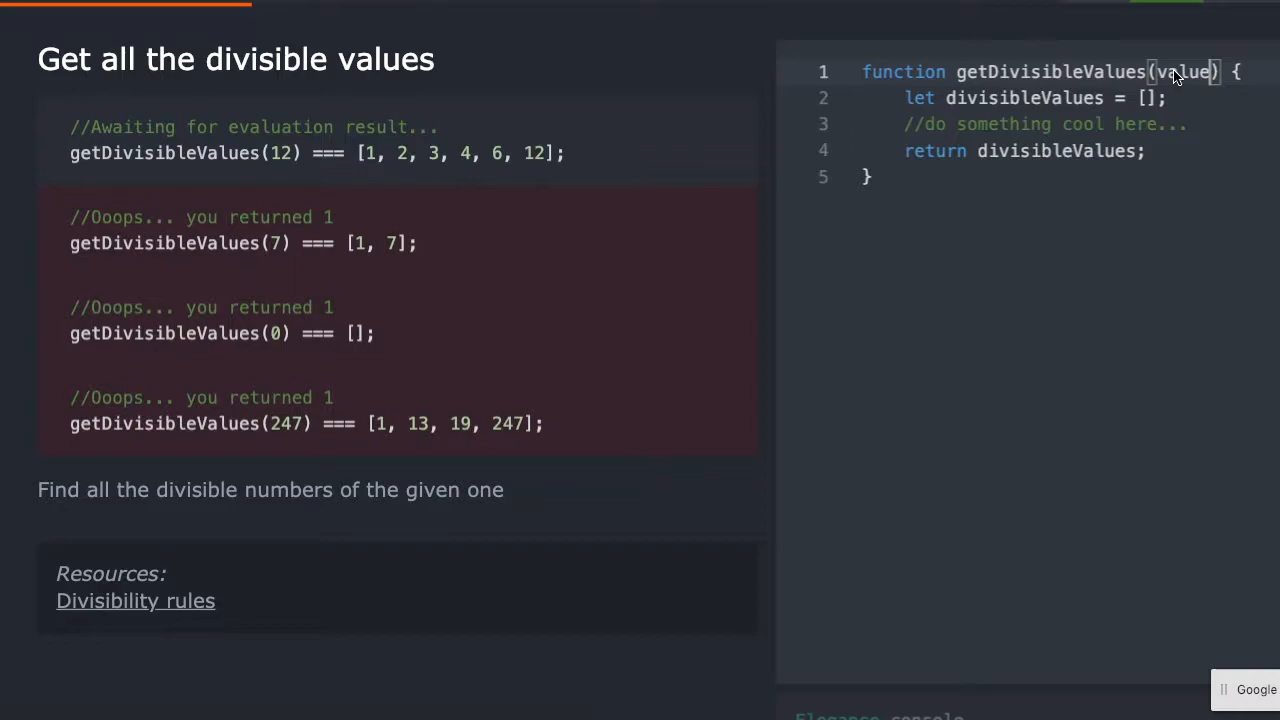 Get all the divisible values
//Awaiting for evaluation result...
getDivisibleValues(12) === [1, 2, 3, 4, 6, 12];
//Ooops... you returned 1
getDivisibleValues(7) === [1, 7];
//Ooops... you returned 1
getDivisibleValues(0) === [];
//Ooops... you returned 1
getDivisibleValues(247) === [1, 13, 19, 247];
Find all the divisible numbers of the given one
Resources:
Divisibility rules
1 function getDivisibleValues(value) {
2 let divisibleValues = [];
3 //do something cool here...
4 return divisibleValues;
5 }
Google
Elegance console